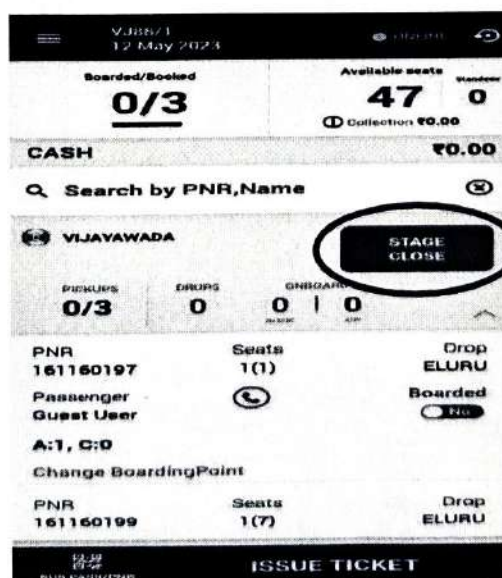 VJ88/1
12 May 2023
Boarded/Booked
Available seats
0/3
47
0
Collection ₹0.00
CASH ₹0.00
Search by PNR,Name
VIJAYAWADA
STAGE
CLOSE
PICKUPS DROPS
0/3 0 0 | 0
PNR Seats Drop
161160197 1(1) ELURU
Passenger Boarded
Guest User No
A:1, C:0
Change BoardingPoint
PNR Seats Drop
161160199 1(7) ELURU
ISSUE TICKET